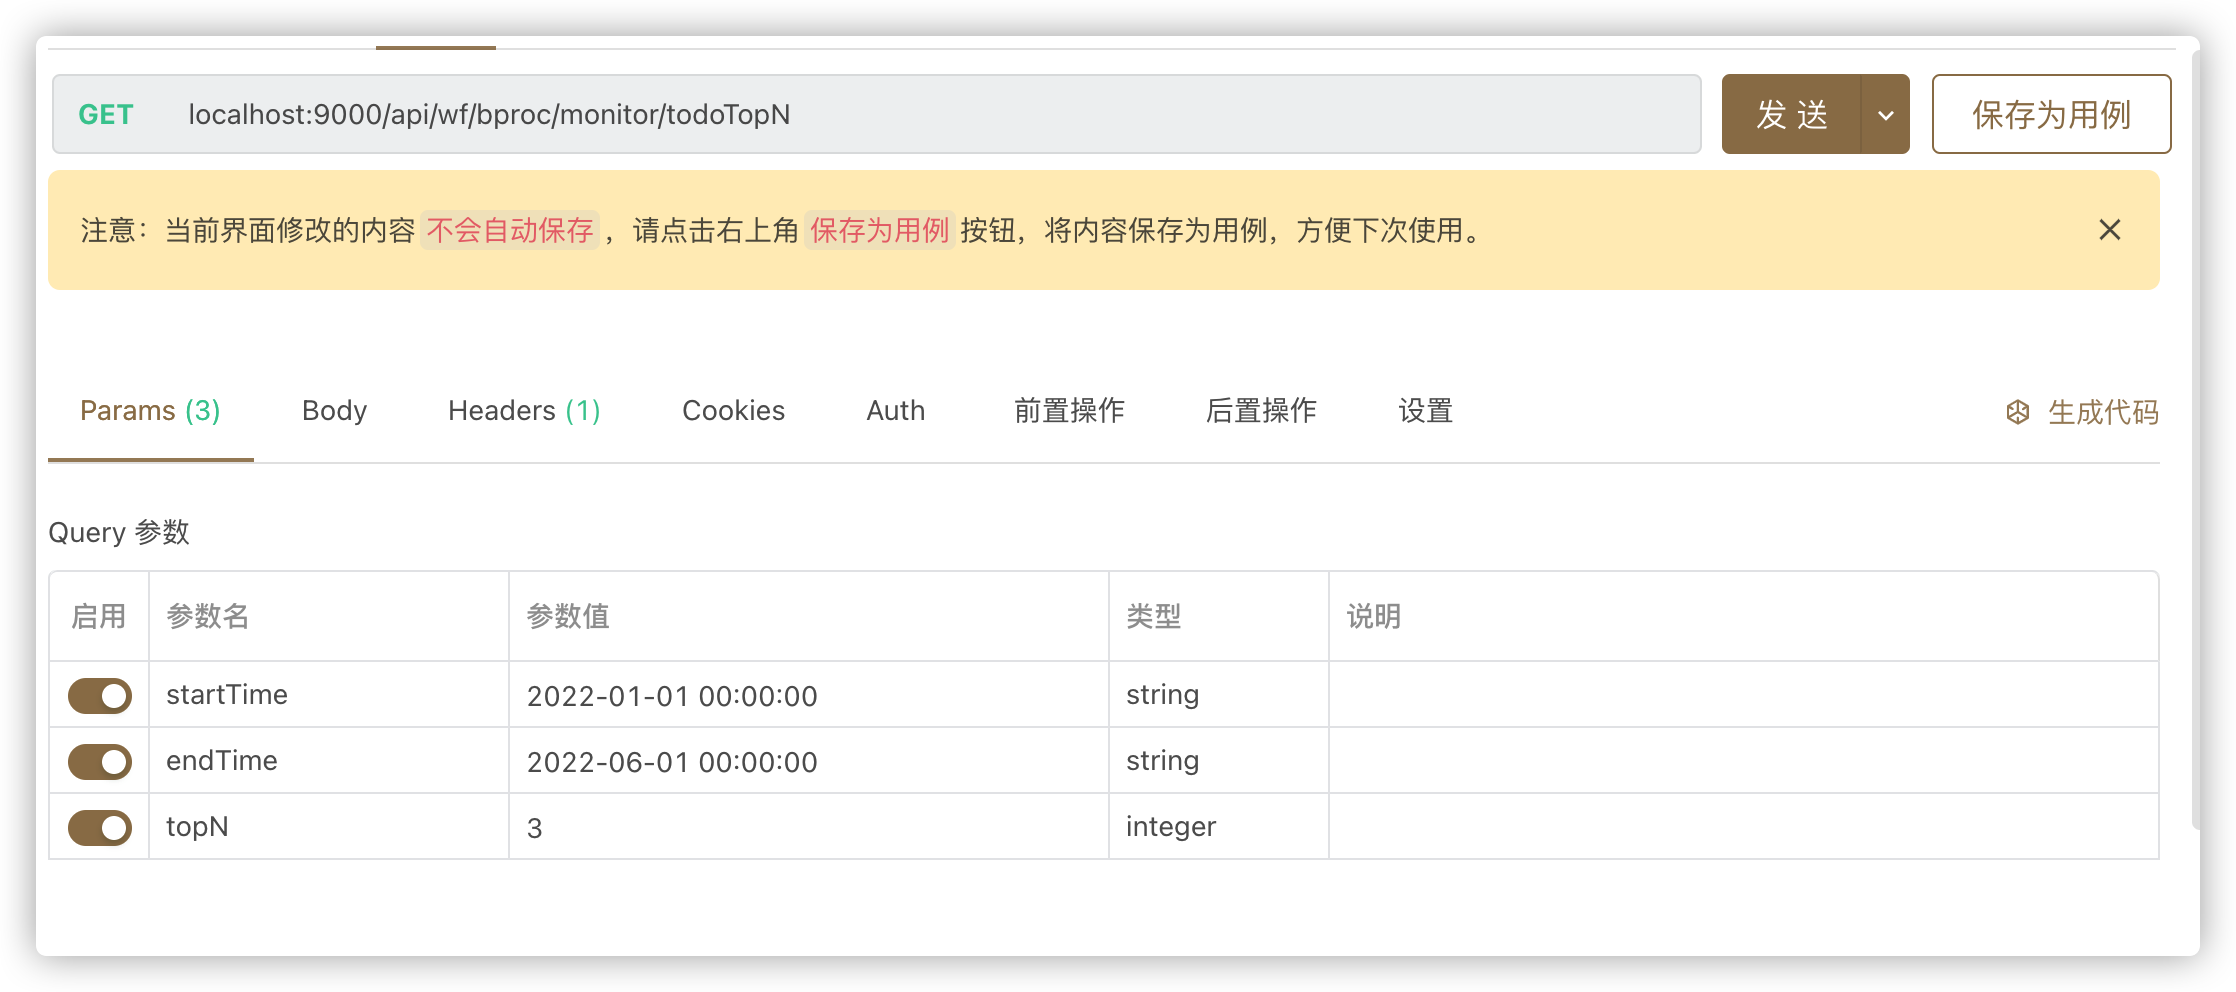 GET localhost:9000/api/wf/bproc/monitor/todoTopN 发 送 保存为用例
注意：当前界面修改的内容 不会自动保存 ，请点击右上角 保存为用例 按钮，将内容保存为用例，方便下次使用。
Params (3) Body Headers (1) Cookies Auth 前置操作 后置操作 设置 生成代码
Query 参数
启用 参数名 参数值 类型 说明
startTime 2022-01-01 00:00:00 string
endTime 2022-06-01 00:00:00 string
topN 3 integer